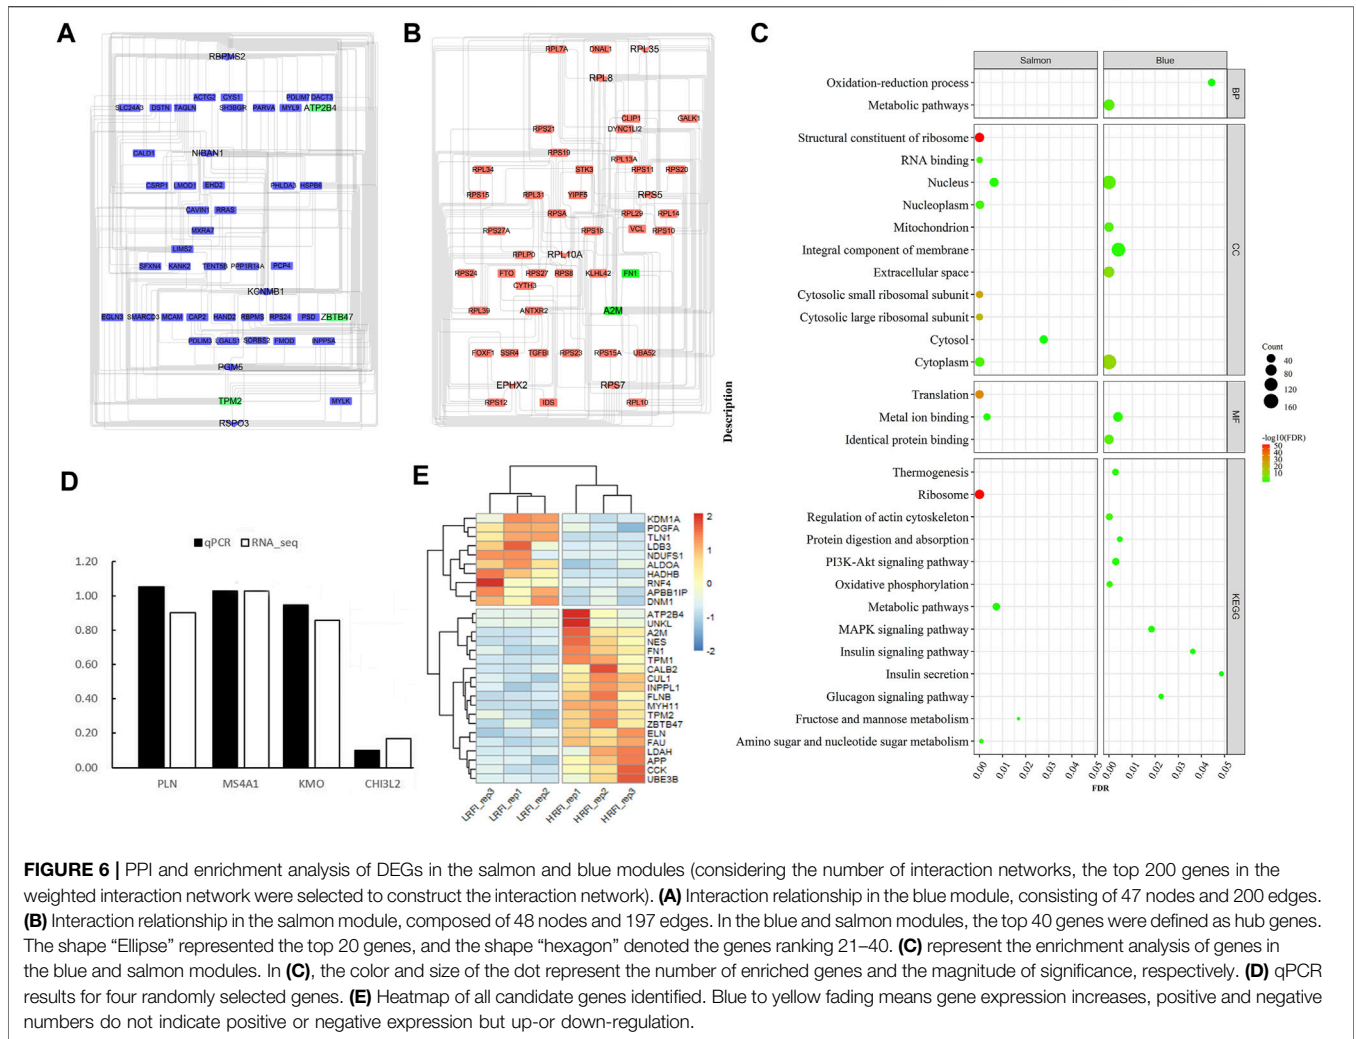 A
RBPMS2
ACTG2 CYS1 PDLIM7 DACT3
SLC24A3 DSTN TAGLN SH3BGR PARVA MYL9 ATP2B4
CALD1 NIBAN1
CSRP1 LMOD1 EHD2 PHLDA3 HSPB6
CAVIN1 RRAS
MXRA7
LIMS2
SFXN4 KANK2 TENT5B PPP1R14A PCP4
KCNMB1
EGLN3 SMARCD3 MCAM CAP2 HAND2 RBPMS RPS24 PSD ZBTB47
PDLIM3 LGALS1 SORBS2 FMOD INPP5A
PGM5
TPM2 MYLK
RSPO3
B
RPL7A DNAL1 RPL35
RPL8
CLIP1 GALK1
RPS21 DYNC1LI2
RPS19 RPL13A
RPL34 STK3 RPS11 RPS20
RPS15 RPL31 YIPF5 RPS5
RPSA RPL29 RPL14
RPS27A RPS18 VCL RPS10
RPLP0 RPL10A
RPS24 FTO RPS27 RPS8 KLHL42 FN1
CYTH3
RPL39 ANTXR2 A2M
FOXF1 SSR4 TGFBI RPS23 RPS15A UBA52
EPHX2 RPS7
RPS12 IDS RPL10
C
Salmon Blue
Oxidation-reduction process
Metabolic pathways
BP
Structural constituent of ribosome
RNA binding
Nucleus
Nucleoplasm
Mitochondrion
Integral component of membrane
Extracellular space
Cytosolic small ribosomal subunit
Cytosolic large ribosomal subunit
Cytosol
Cytoplasm
CC
Translation
Metal ion binding
Identical protein binding
MF
Thermogenesis
Ribosome
Regulation of actin cytoskeleton
Protein digestion and absorption
PI3K-Akt signaling pathway
Oxidative phosphorylation
Metabolic pathways
MAPK signaling pathway
Insulin signaling pathway
Insulin secretion
Glucagon signaling pathway
Fructose and mannose metabolism
Amino sugar and nucleotide sugar metabolism
KEGG
Description
0.00 0.01 0.02 0.03 0.04 0.05 0.00 0.01 0.02 0.03 0.04 0.05
FDR
Count
40
80
120
160
-log10(FDR)
50
40
30
20
10
D
qPCR RNA_seq
1.20
1.00
0.80
0.60
0.40
0.20
0.00
PLN MS4A1 KMO CHI3L2
E
KDM1A
PDGFA
TLN1
LDB3
NDUFS1
ALDOA
HADHB
RNF4
APBB1IP
DNM1
ATP2B4
UNKL
A2M
NES
FN1
TPM1
CALB2
CUL1
INPPL1
FLNB
MYH11
TPM2
ZBTB47
ELN
FAU
LDAH
APP
CCK
UBE3B
LRFI_rep3 LRFI_rep1 LRFI_rep2 HRFI_rep1 HRFI_rep2 HRFI_rep3
2
1
0
-1
-2
FIGURE 6 | PPI and enrichment analysis of DEGs in the salmon and blue modules (considering the number of interaction networks, the top 200 genes in the
weighted interaction network were selected to construct the interaction network). (A) Interaction relationship in the blue module, consisting of 47 nodes and 200 edges.
(B) Interaction relationship in the salmon module, composed of 48 nodes and 197 edges. In the blue and salmon modules, the top 40 genes were defined as hub genes.
The shape “Ellipse” represented the top 20 genes, and the shape “hexagon” denoted the genes ranking 21–40. (C) represent the enrichment analysis of genes in
the blue and salmon modules. In (C), the color and size of the dot represent the number of enriched genes and the magnitude of significance, respectively. (D) qPCR
results for four randomly selected genes. (E) Heatmap of all candidate genes identified. Blue to yellow fading means gene expression increases, positive and negative
numbers do not indicate positive or negative expression but up-or down-regulation.